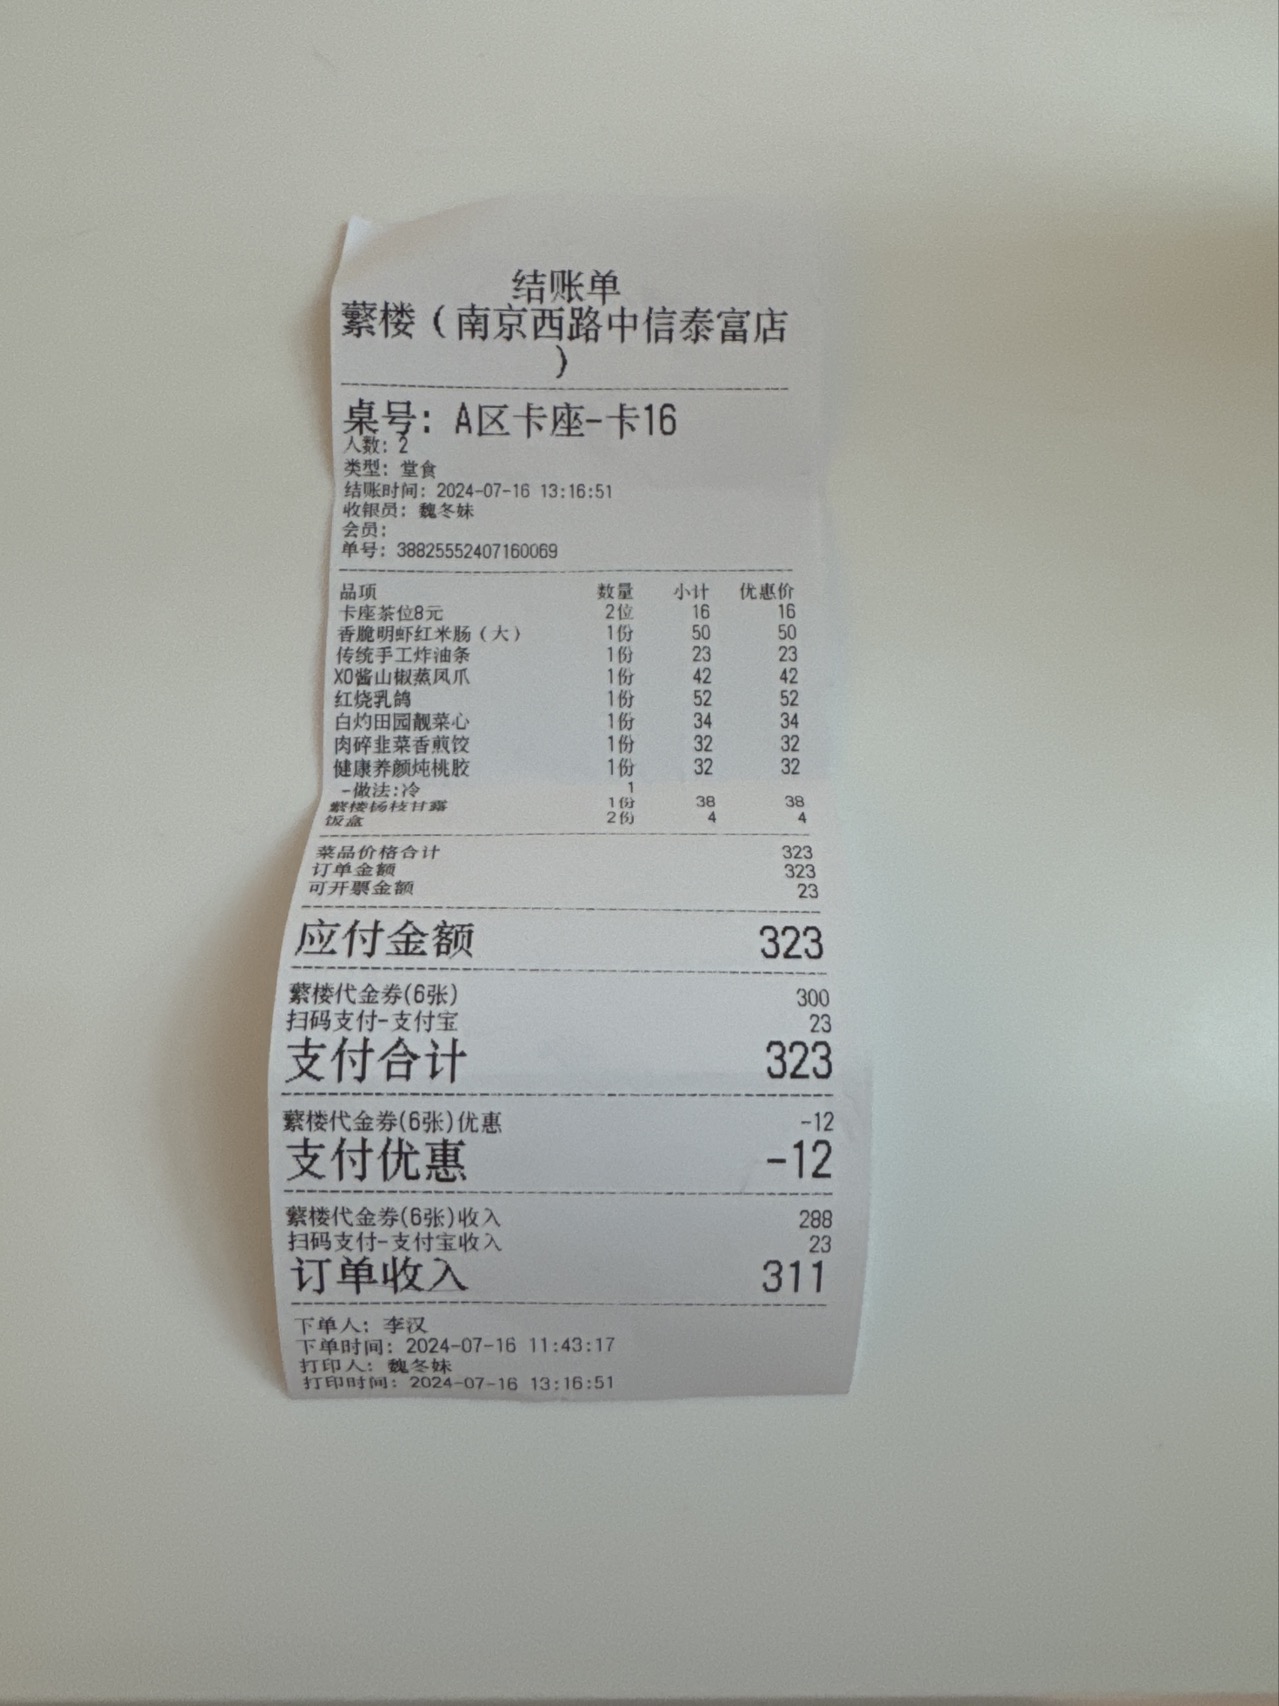 结账单
蘩楼（南京西路中信泰富店
）
桌号: A区卡座-卡16
人数: 2
类型: 堂食
结账时间: 2024-07-16 13:16:51
收银员: 魏冬妹
会员:
单号: 38825552407160069
品项 数量 小计 优惠价
卡座茶位8元 2位 16 16
香脆明虾红米肠（大） 1份 50 50
传统手工炸油条 1份 23 23
XO酱山椒蒸凤爪 1份 42 42
红烧乳鸽 1份 52 52
白灼田园靓菜心 1份 34 34
肉碎韭菜香煎饺 1份 32 32
健康养颜炖桃胶 1份 32 32
-做法:冷 1
蘩楼杨枝甘露 1份 38 38
饭盒 2份 4 4
菜品价格合计 323
订单金额 323
可开票金额 23
应付金额 323
蘩楼代金券(6张) 300
扫码支付-支付宝 23
支付合计 323
蘩楼代金券(6张)优惠 -12
支付优惠 -12
蘩楼代金券(6张)收入 288
扫码支付-支付宝收入 23
订单收入 311
下单人: 李汉
下单时间: 2024-07-16 11:43:17
打印人: 魏冬妹
打印时间: 2024-07-16 13:16:51